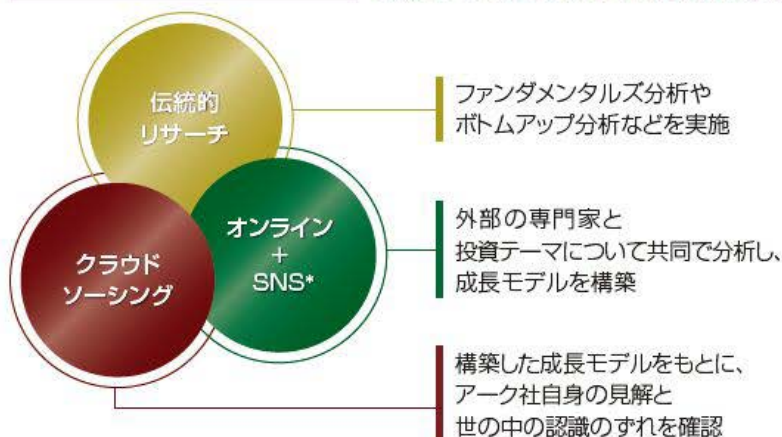 伝統的
リサーチ
ファンダメンタルズ分析や
ボトムアップ分析などを実施
オンライン
+
SNS*
外部の専門家と
投資テーマについて共同で分析し、
成長モデルを構築
クラウド
ソーシング
構築した成長モデルをもとに、
アーク社自身の見解と
世の中の認識のずれを確認